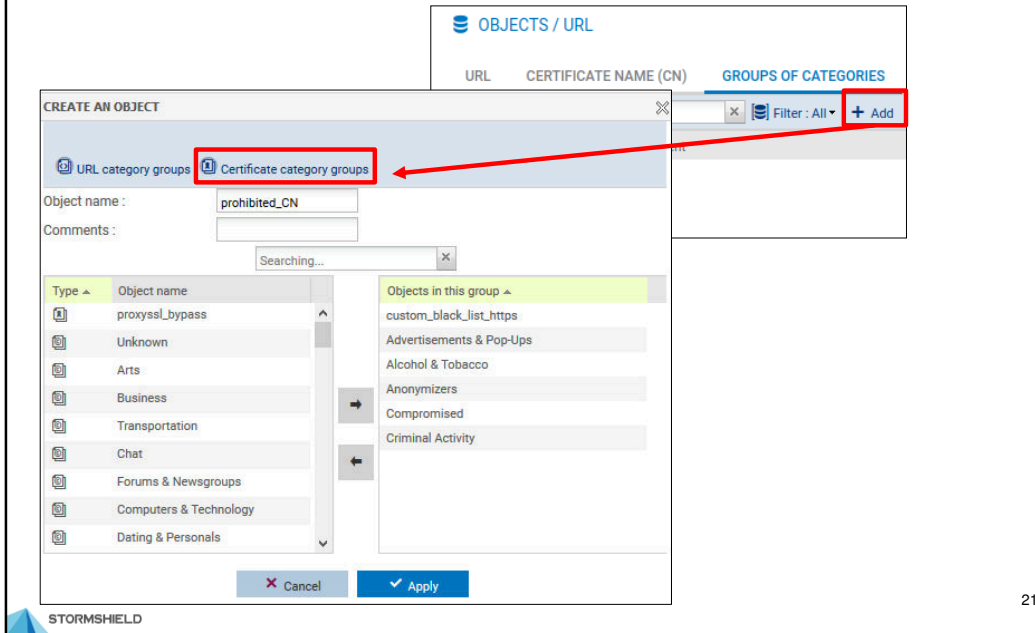 OBJECTS / URL
URL CERTIFICATE NAME (CN) GROUPS OF CATEGORIES
Filter : All + Add
CREATE AN OBJECT
URL category groups Certificate category groups
Object name : prohibited_CN
Comments :
Searching...
Type Object name
proxyssl_bypass
Unknown
Arts
Business
Transportation
Chat
Forums & Newsgroups
Computers & Technology
Dating & Personals
Objects in this group
custom_black_list_https
Advertisements & Pop-Ups
Alcohol & Tobacco
Anonymizers
Compromised
Criminal Activity
Cancel Apply
STORMSHIELD
21